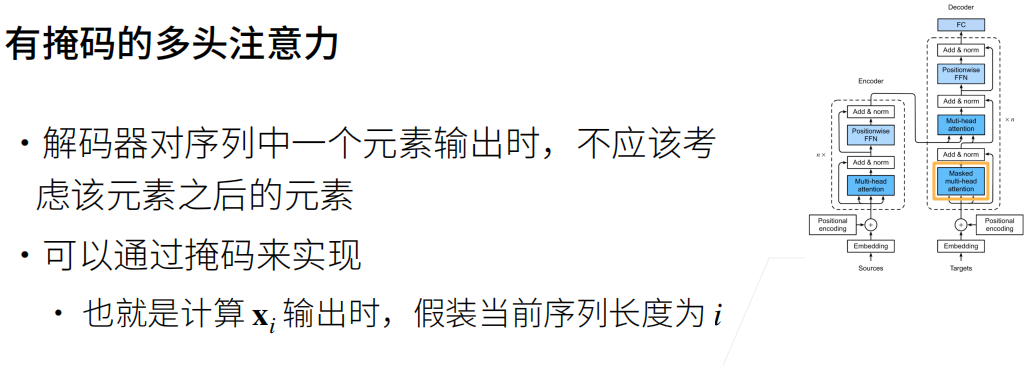 有掩码的多头注意力
• 解码器对序列中一个元素输出时，不应该考
虑该元素之后的元素
• 可以通过掩码来实现
• 也就是计算 xi 输出时，假装当前序列长度为 i
Decoder
FC
Add & norm
Positionwise
FFN
Add & norm
Muti-head
attention
Add & norm
Masked
multi-head
attention
× n
Positional
encoding
Embedding
Targets
Encoder
Add & norm
Positionwise
FFN
Add & norm
Multi-head
attention
n ×
Positional
encoding
Embedding
Sources